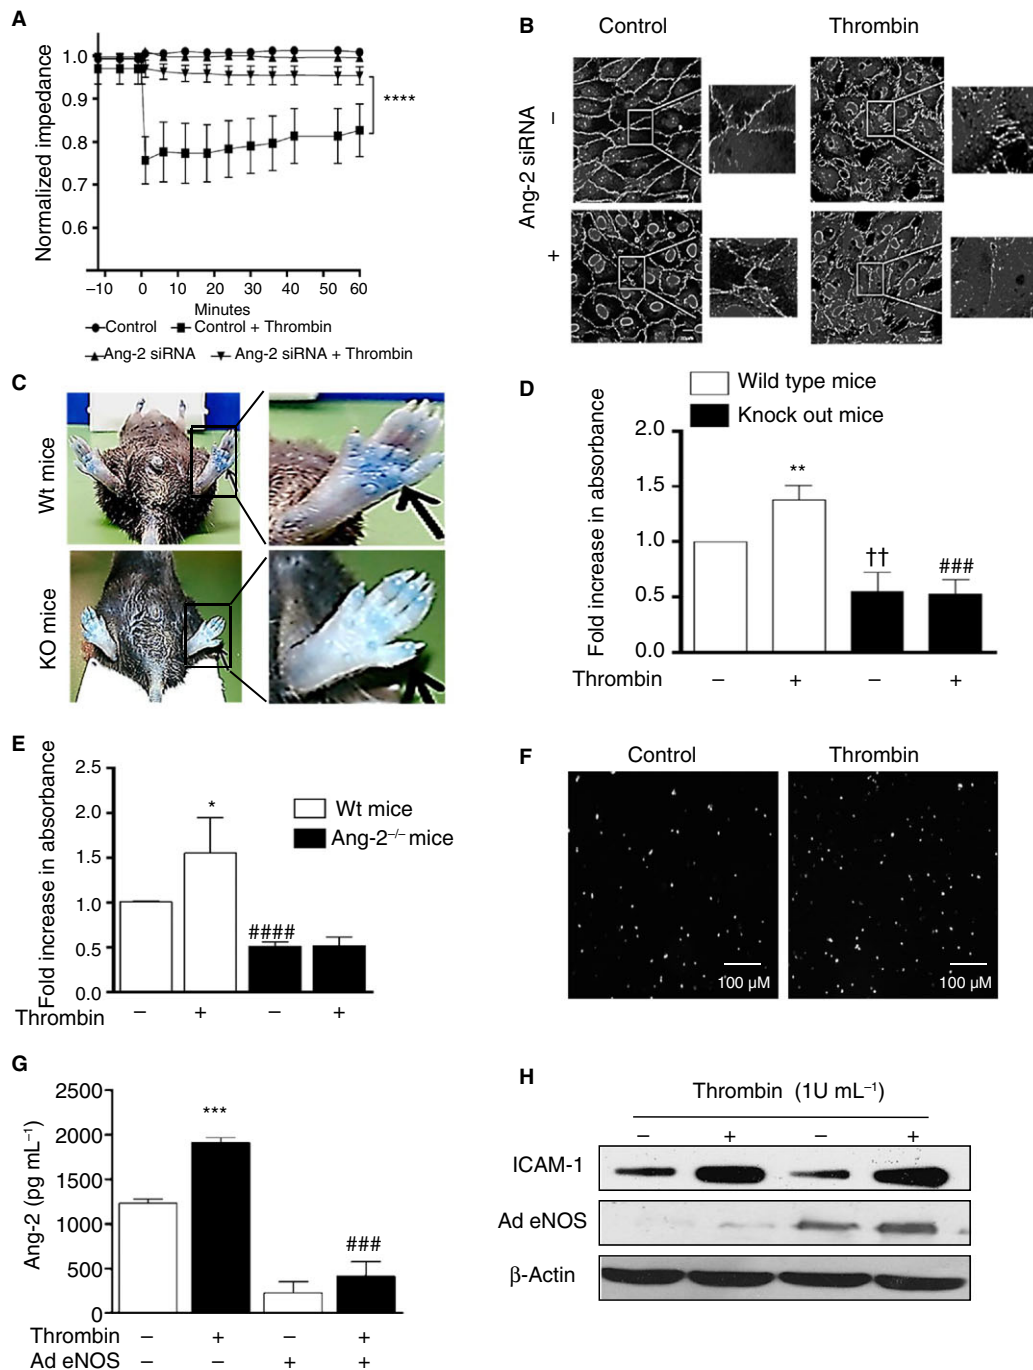 A
Normalized impedance
1.0
0.9
0.8
0.7
0.6
****
–10 0 10 20 30 40 50 60
Minutes
Control
Control + Thrombin
Ang-2 siRNA
Ang-2 siRNA + Thrombin
B
Control
Thrombin
Ang-2 siRNA
–
+
C
Wt mice
KO mice
D
Wild type mice
Knock out mice
Fold increase in absorbance
2.0
1.5
1.0
0.5
0.0
**
††
###
Thrombin – + – +
E
Fold increase in absorbance
2.5
2.0
1.5
1.0
0.5
0.0
*
####
Wt mice
Ang-2–/– mice
Thrombin – + – +
F
Control
Thrombin
100 µM
100 µM
G
Ang-2 (pg mL–1)
2500
2000
1500
1000
500
0
***
###
Thrombin – + – +
Ad eNOS – – + +
H
Thrombin (1U mL–1)
– + – +
ICAM-1
Ad eNOS
β-Actin